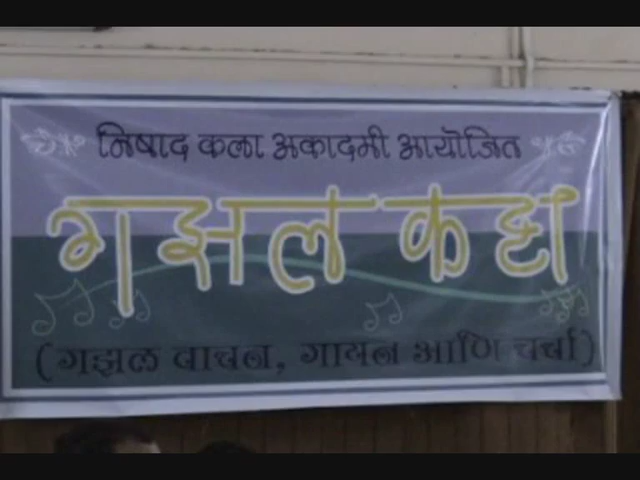 निषाद कला अकादमी आयोजित
गझल कट्टा
(गझल वाचन, गायन आणि चर्चा)